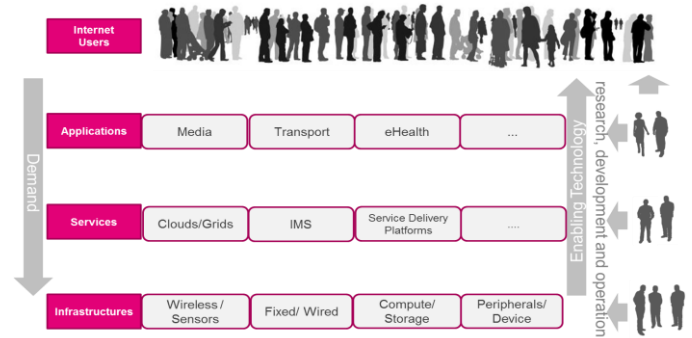 Internet
Users
Demand
Applications
Media
Transport
eHealth
...
Services
Clouds/Grids
IMS
Service Delivery
Platforms
....
Infrastructures
Wireless /
Sensors
Fixed/ Wired
Compute/
Storage
Peripherals/
Device
Enabling Technology
research, development and operation